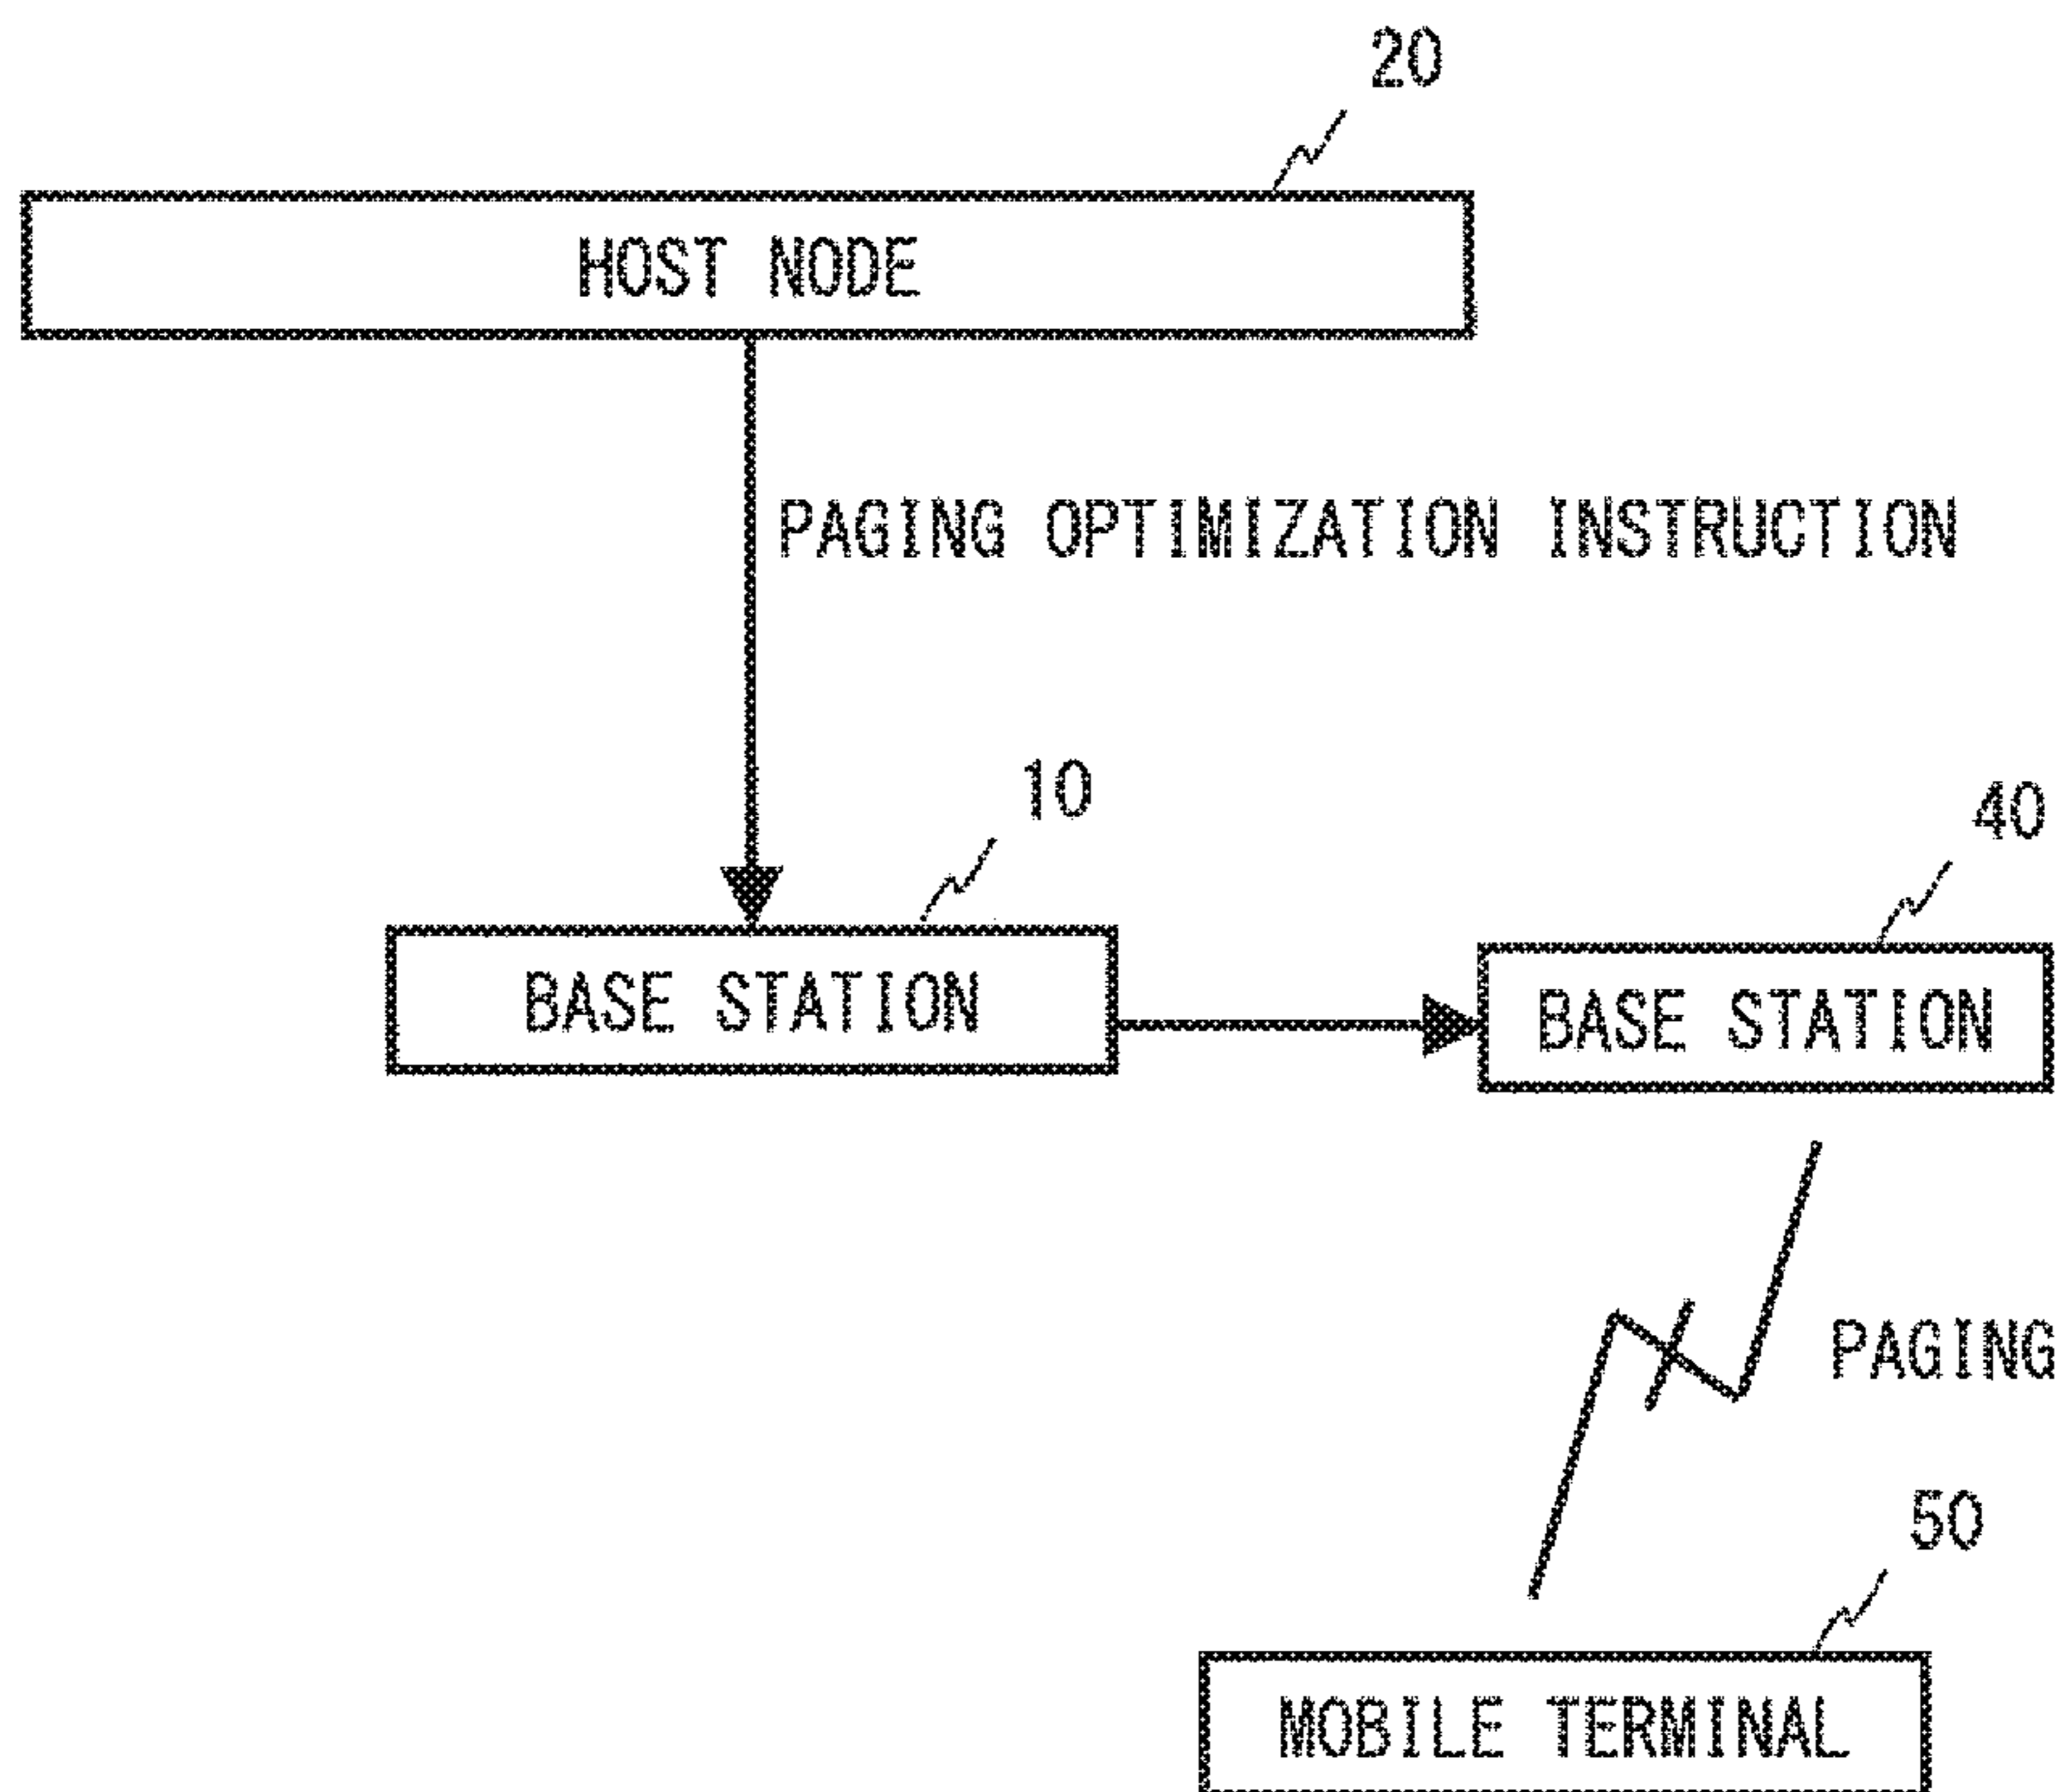 20
HOST NODE
PAGING OPTIMIZATION INSTRUCTION
10
40
BASE STATION
BASE STATION
PAGING
50
MOBILE TERMINAL